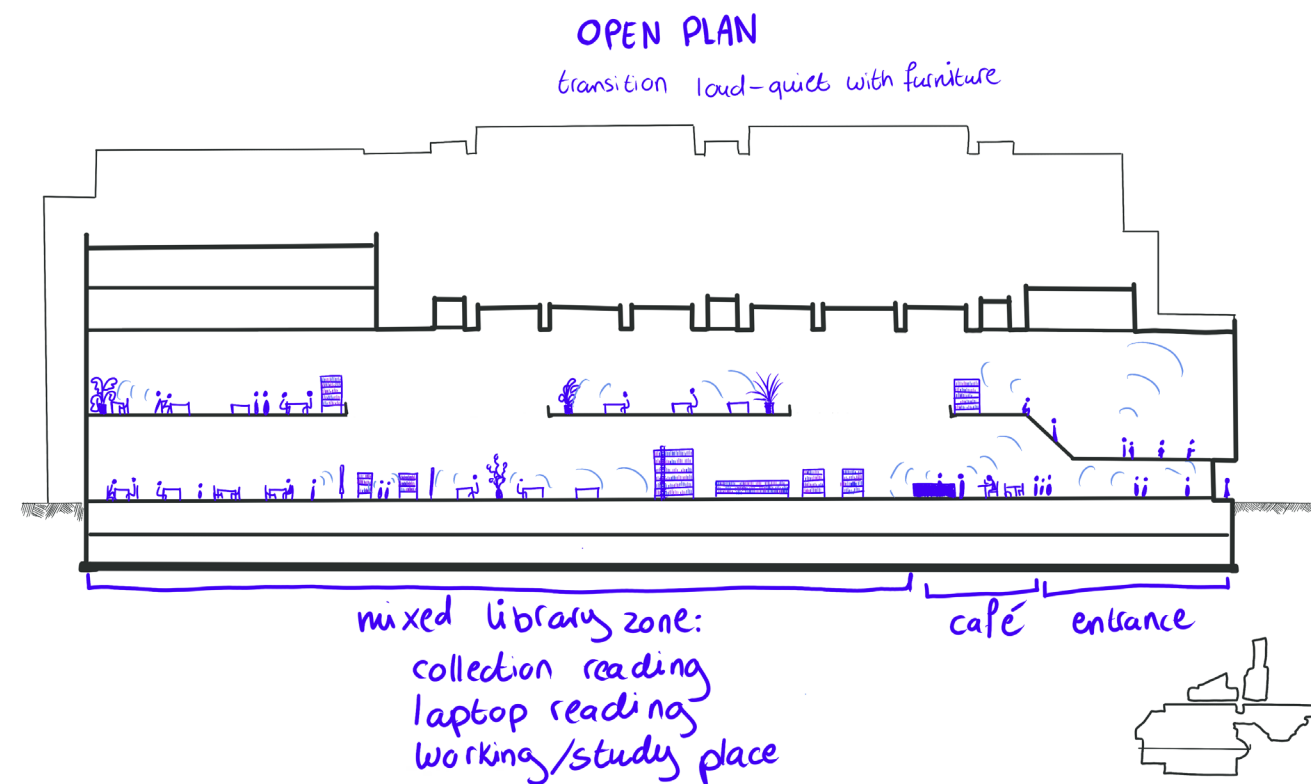 OPEN PLAN
transition loud-quiet with furniture
mixed library zone:
collection reading
laptop reading
working/study place
café
entrance